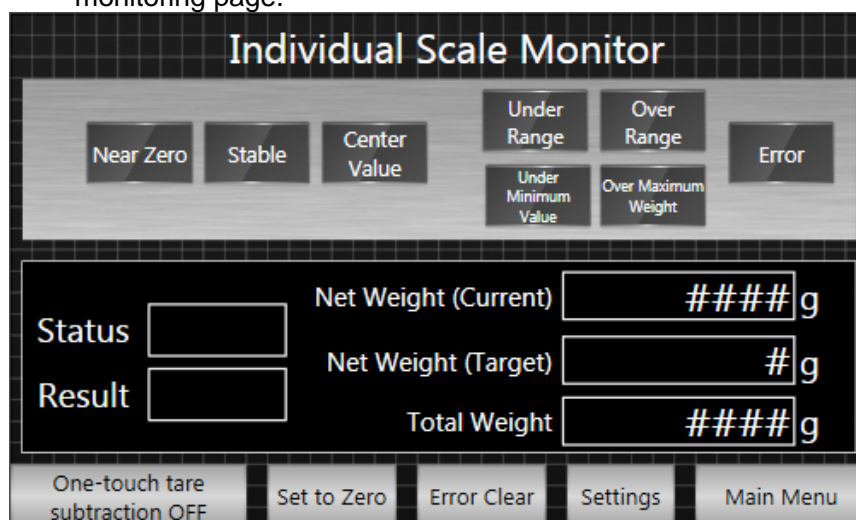 monitoring page.
Individual Scale Monitor
Near Zero
Stable
Center
Value
Under
Range
Over
Range
Under
Minimum
Value
Over Maximum
Weight
Error
Status
Result
Net Weight (Current) #### g
Net Weight (Target) # g
Total Weight #### g
One-touch tare
subtraction OFF
Set to Zero
Error Clear
Settings
Main Menu